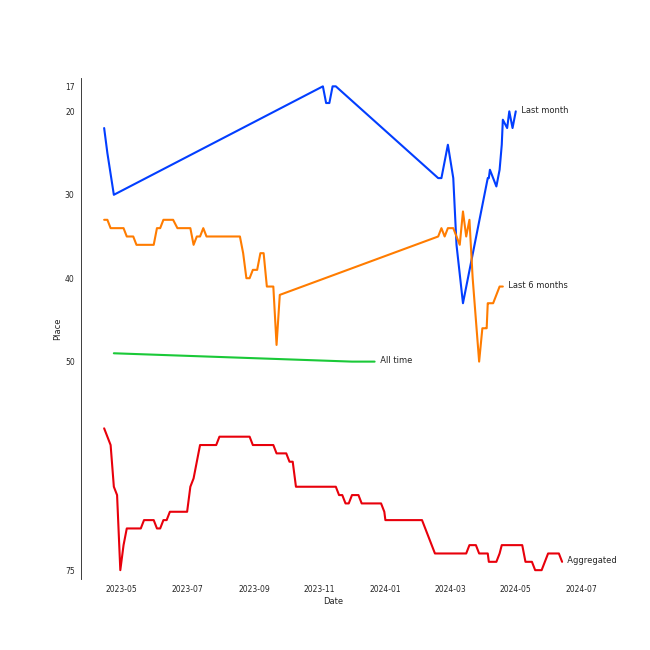 17
20
Last month
30
40
Last 6 months
Place
50
All time
Aggregated
75
2023-05 2023-07 2023-09 2023-11 2024-01 2024-03 2024-05 2024-07
Date